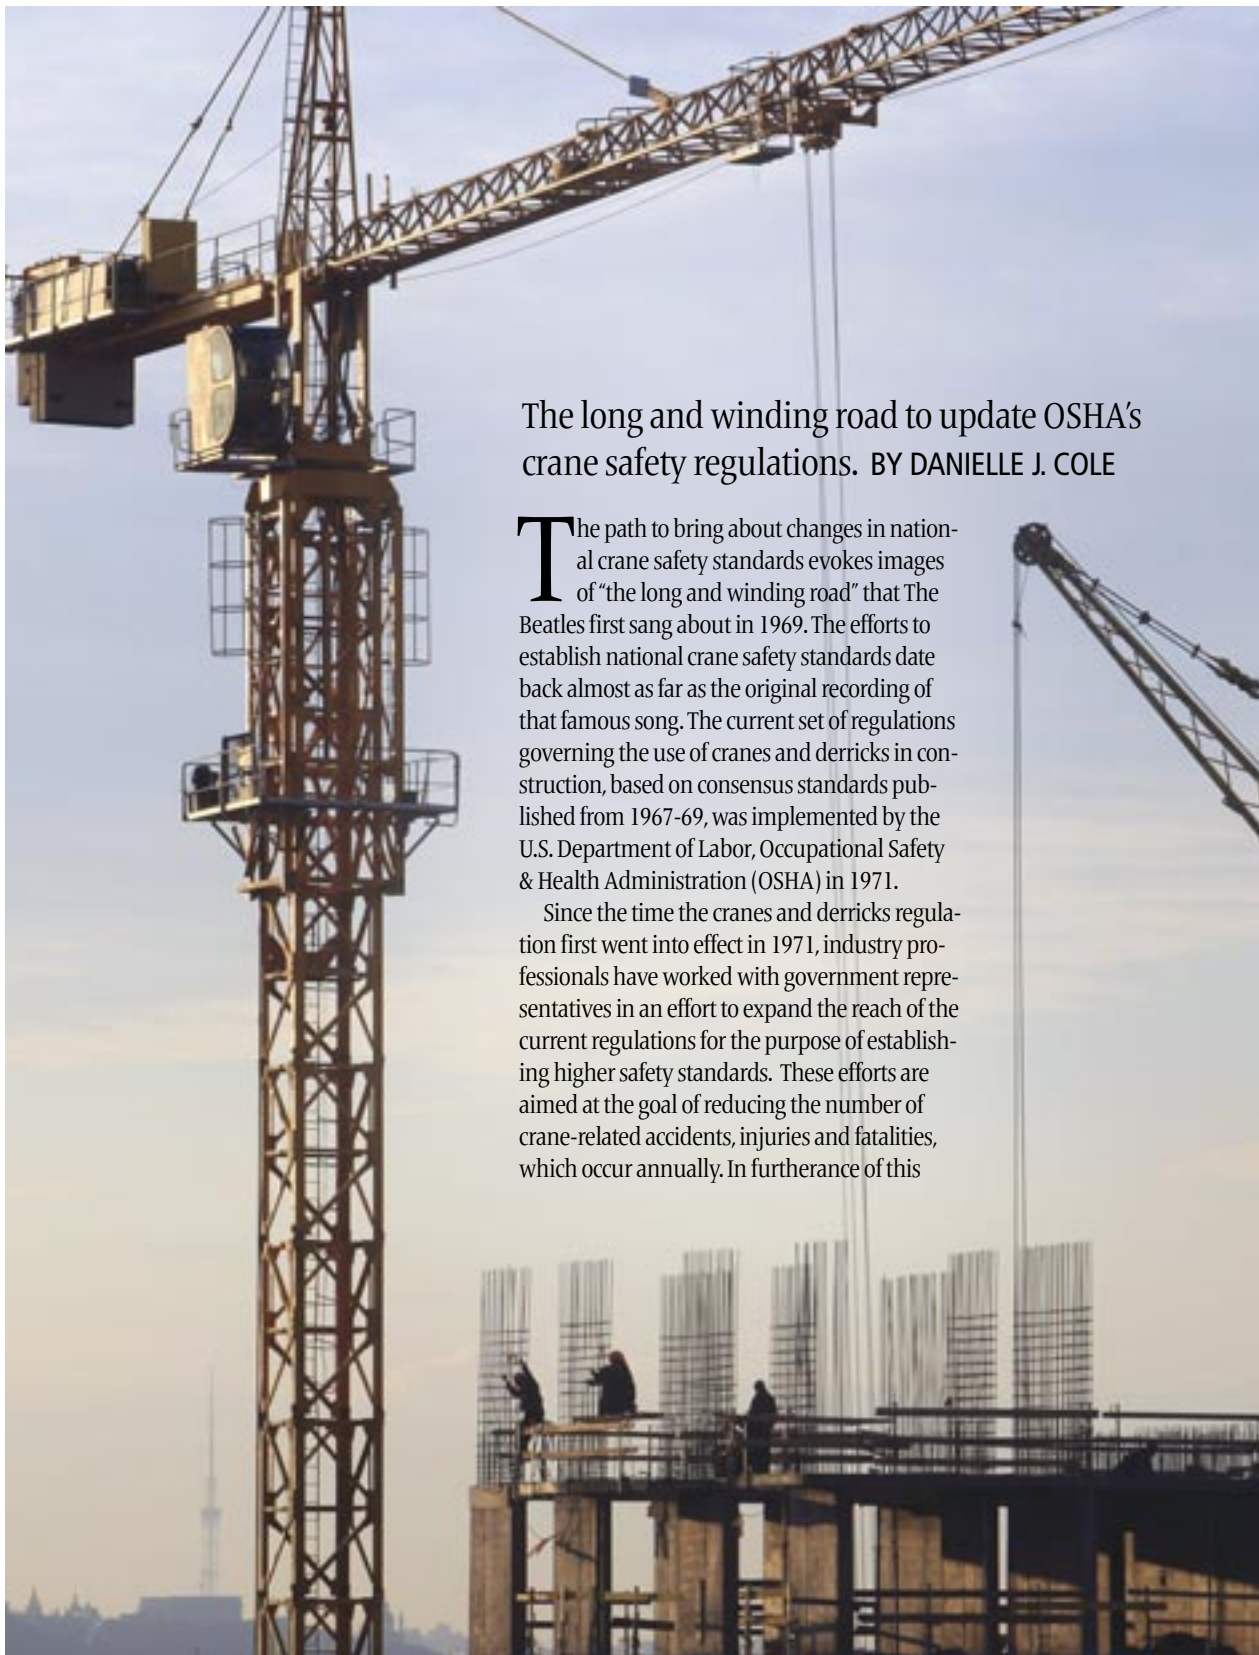 The long and winding road to update OSHA’s
crane safety regulations. BY DANIELLE J. COLE
The path to bring about changes in nation-
al crane safety standards evokes images
of “the long and winding road” that The
Beatles first sang about in 1969. The efforts to
establish national crane safety standards date
back almost as far as the original recording of
that famous song. The current set of regulations
governing the use of cranes and derricks in con-
struction, based on consensus standards pub-
lished from 1967-69, was implemented by the
U.S. Department of Labor, Occupational Safety
& Health Administration (OSHA) in 1971.
Since the time the cranes and derricks regula-
tion first went into effect in 1971, industry pro-
fessionals have worked with government repre-
sentatives in an effort to expand the reach of the
current regulations for the purpose of establish-
ing higher safety standards. These efforts are
aimed at the goal of reducing the number of
crane-related accidents, injuries and fatalities,
which occur annually. In furtherance of this